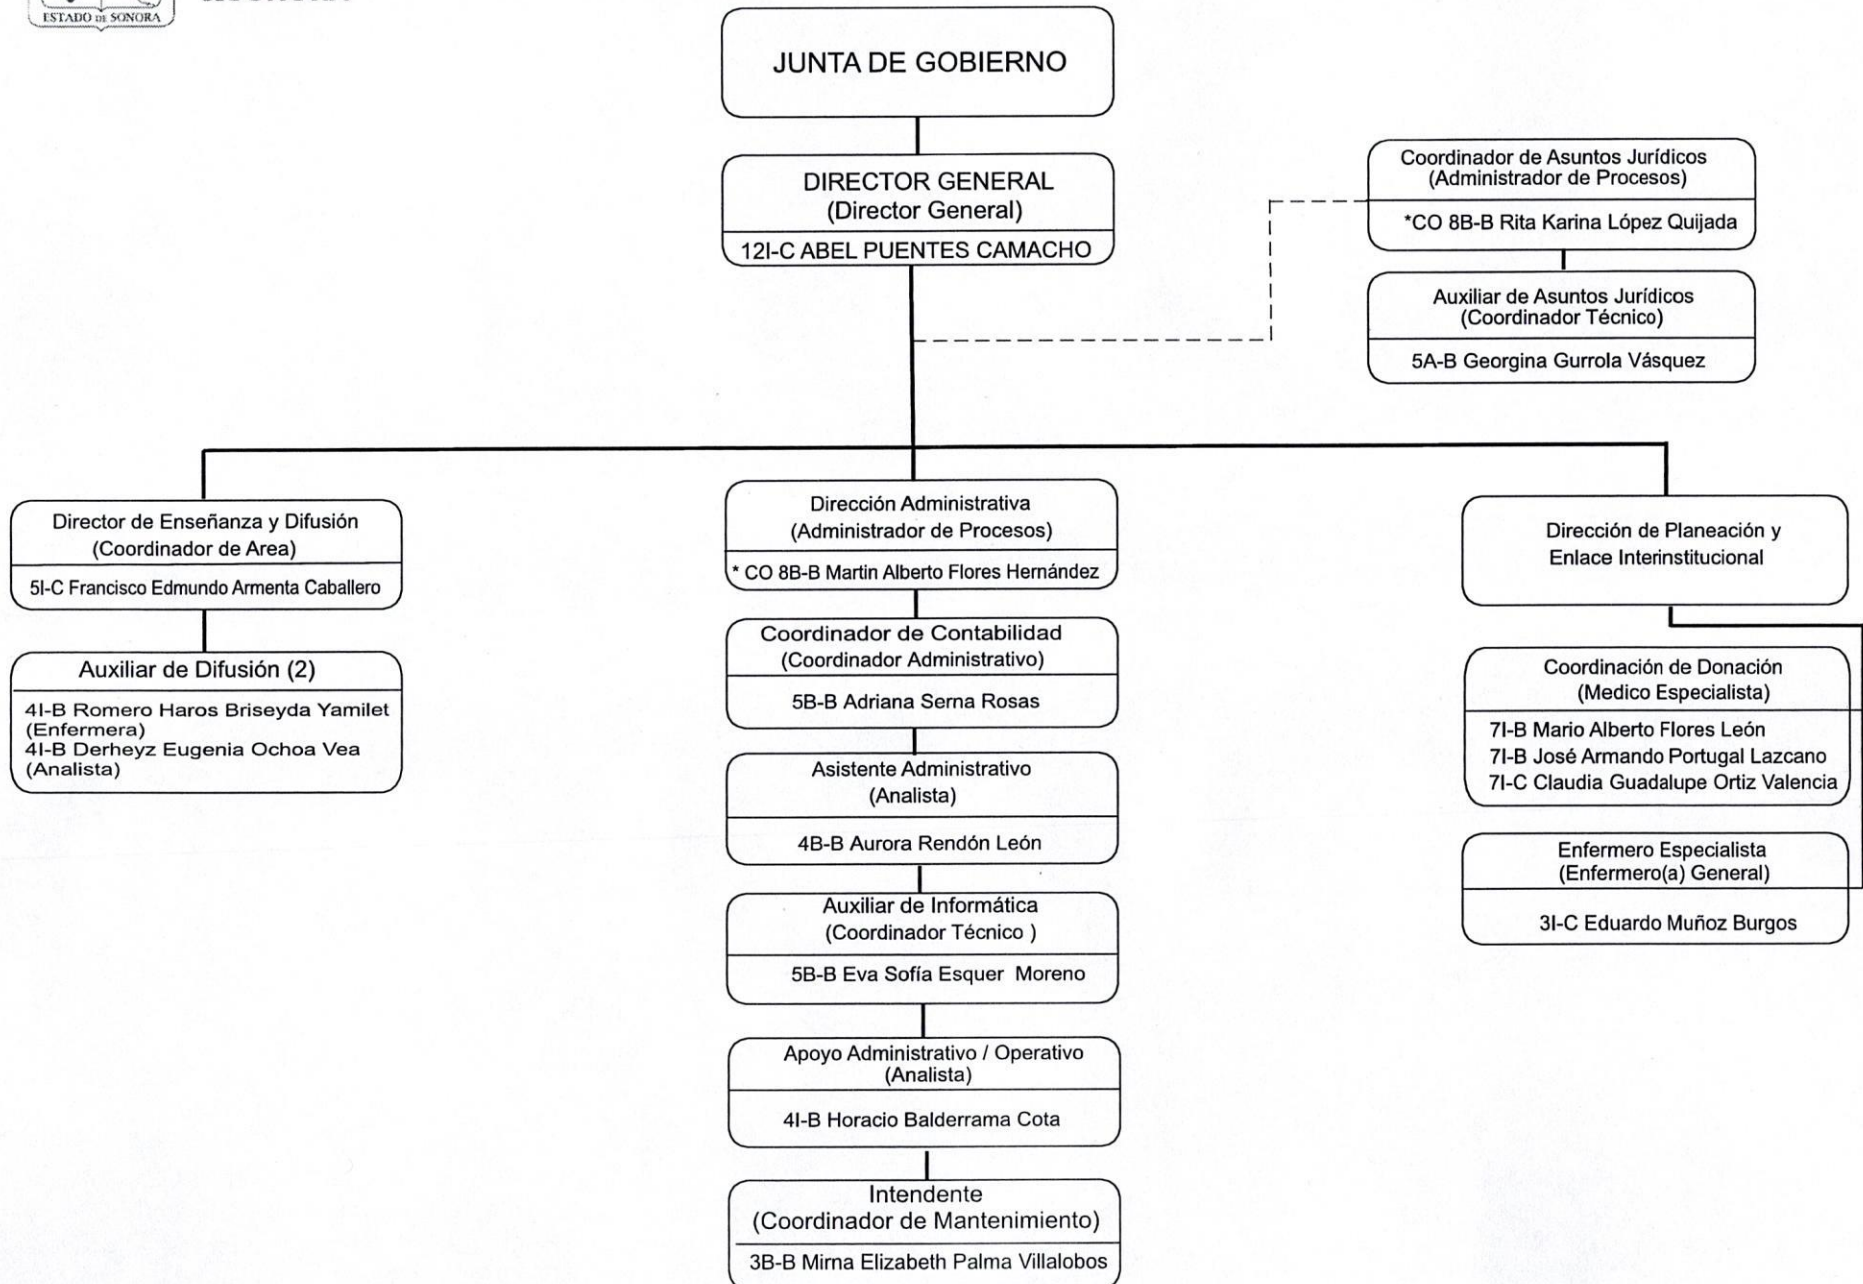 ESTADO DE SONORA
JUNTA DE GOBIERNO
DIRECTOR GENERAL
(Director General)
12I-C ABEL PUENTES CAMACHO
Coordinador de Asuntos Jurídicos
(Administrador de Procesos)
*CO 8B-B Rita Karina López Quijada
Auxiliar de Asuntos Jurídicos
(Coordinador Técnico)
5A-B Georgina Gurrola Vásquez
Director de Enseñanza y Difusión
(Coordinador de Area)
5I-C Francisco Edmundo Armenta Caballero
Auxiliar de Difusión (2)
4I-B Romero Haros Briseyda Yamilet
(Enfermera)
4I-B Derheyz Eugenia Ochoa Vea
(Analista)
Dirección Administrativa
(Administrador de Procesos)
* CO 8B-B Martin Alberto Flores Hernández
Coordinador de Contabilidad
(Coordinador Administrativo)
5B-B Adriana Serna Rosas
Asistente Administrativo
(Analista)
4B-B Aurora Rendón León
Auxiliar de Informática
(Coordinador Técnico )
5B-B Eva Sofía Esquer Moreno
Apoyo Administrativo / Operativo
(Analista)
4I-B Horacio Balderrama Cota
Intendente
(Coordinador de Mantenimiento)
3B-B Mirna Elizabeth Palma Villalobos
Dirección de Planeación y
Enlace Interinstitucional
Coordinación de Donación
(Medico Especialista)
7I-B Mario Alberto Flores León
7I-B José Armando Portugal Lazcano
7I-C Claudia Guadalupe Ortiz Valencia
Enfermero Especialista
(Enfermero(a) General)
3I-C Eduardo Muñoz Burgos